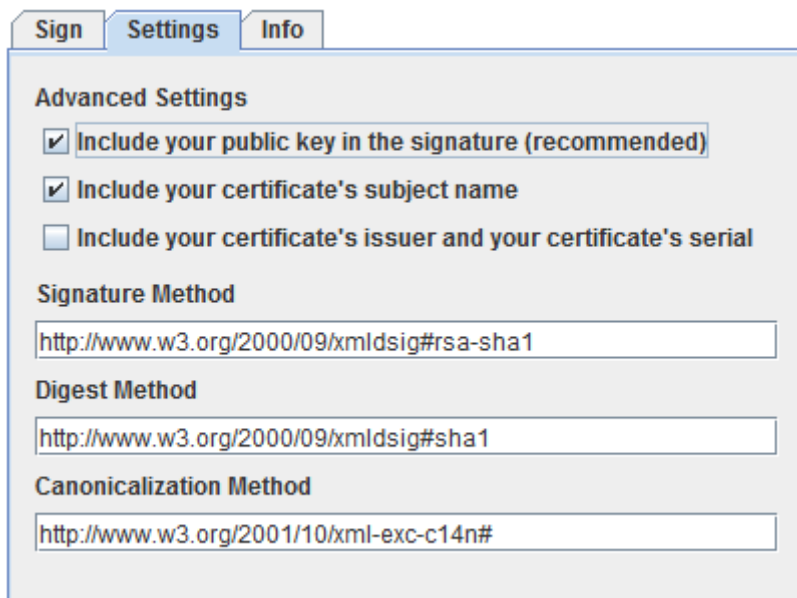 Sign Settings Info
Advanced Settings
Include your public key in the signature (recommended)
Include your certificate's subject name
Include your certificate's issuer and your certificate's serial
Signature Method
http://www.w3.org/2000/09/xmldsig#rsa-sha1
Digest Method
http://www.w3.org/2000/09/xmldsig#sha1
Canonicalization Method
http://www.w3.org/2001/10/xml-exc-c14n#